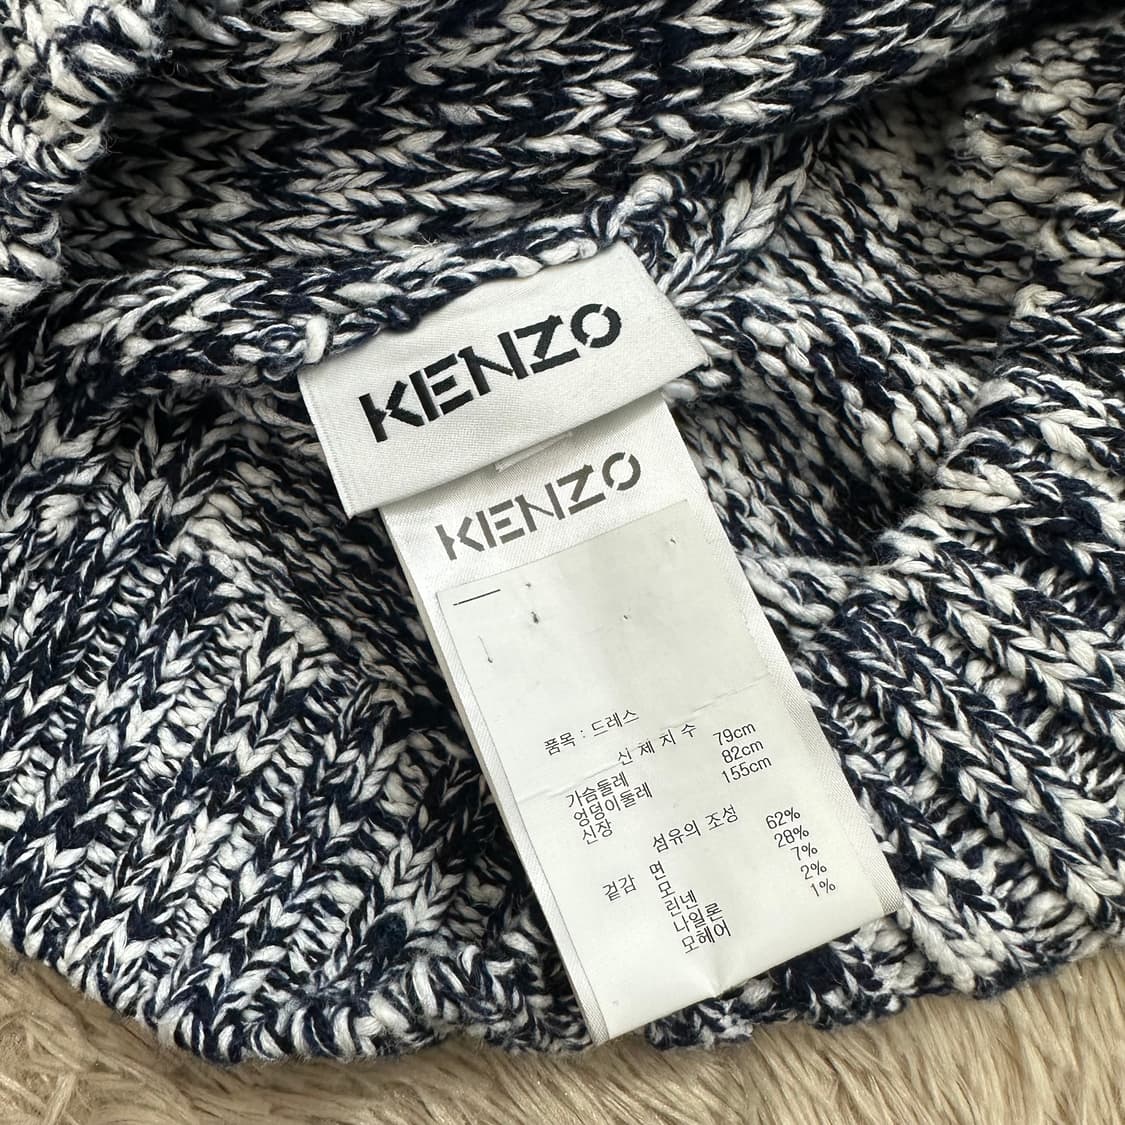 KENZO
KENZO
품목 : 드레스
신 체 지 수
가슴둘레 79cm
엉덩이둘레 82cm
신장 155cm
섬유의 조성
겉감 면 62%
모 28%
린넨 7%
나일론 2%
모헤어 1%